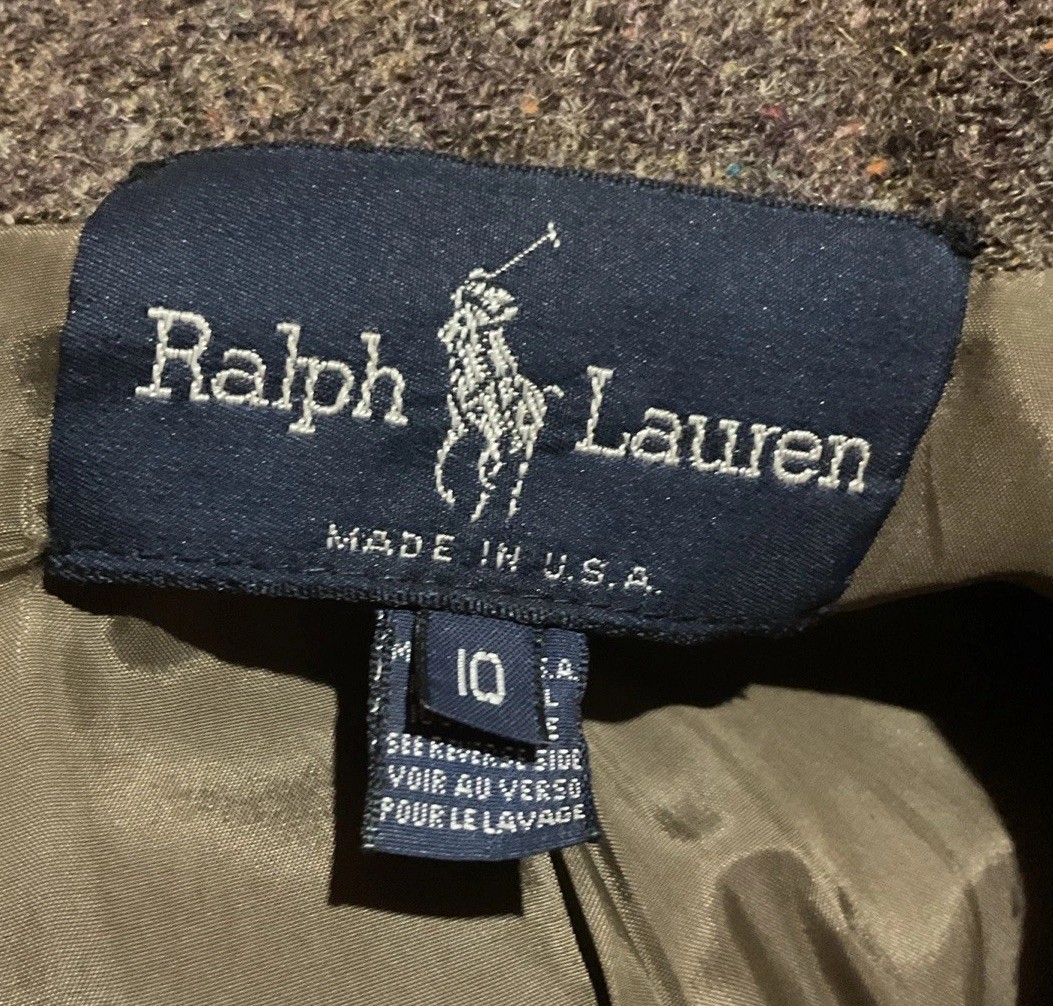 Ralph Lauren
MADE IN U.S.A.
10
M .A.
L
E
SEE REVERSE SIDE
VOIR AU VERSO
POUR LE LAVAGE